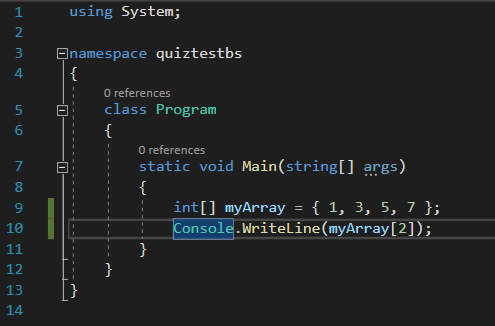 1 using System;
2
3 namespace quiztestbs
4 {
0 references
5 class Program
6 {
0 references
7 static void Main(string[] args)
8 {
9 int[] myArray = { 1, 3, 5, 7 };
10 Console.WriteLine(myArray[2]);
11 }
12 }
13 }
14